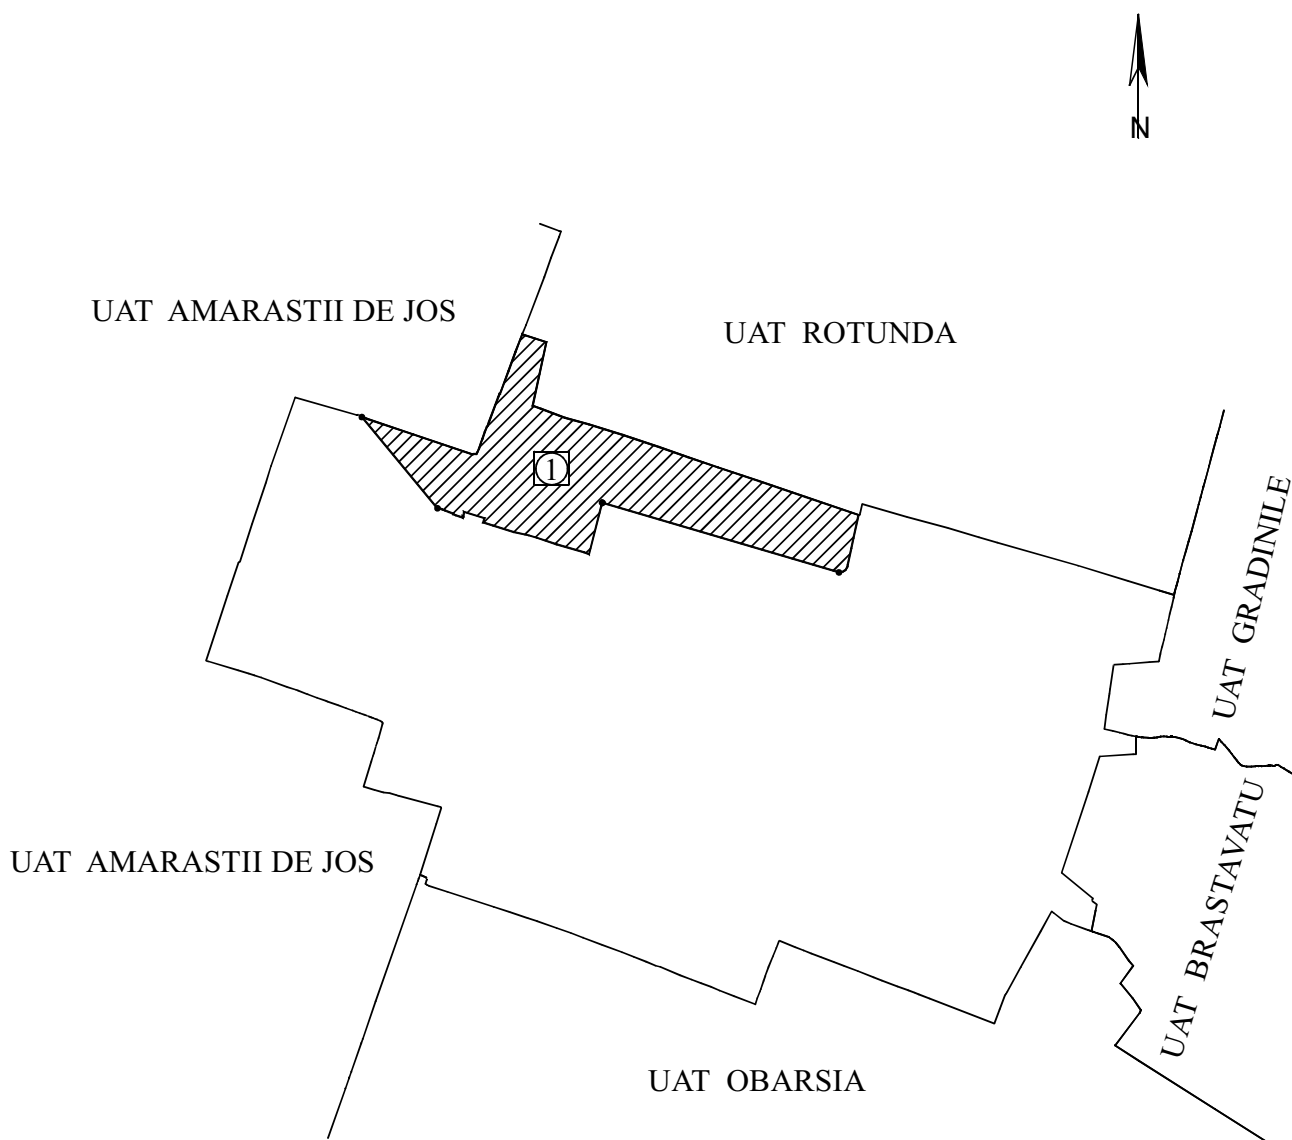 N
UAT AMARASTII DE JOS
UAT ROTUNDA
1
UAT GRADINILE
UAT BRASTAVATU
UAT AMARASTII DE JOS
UAT OBARSIA